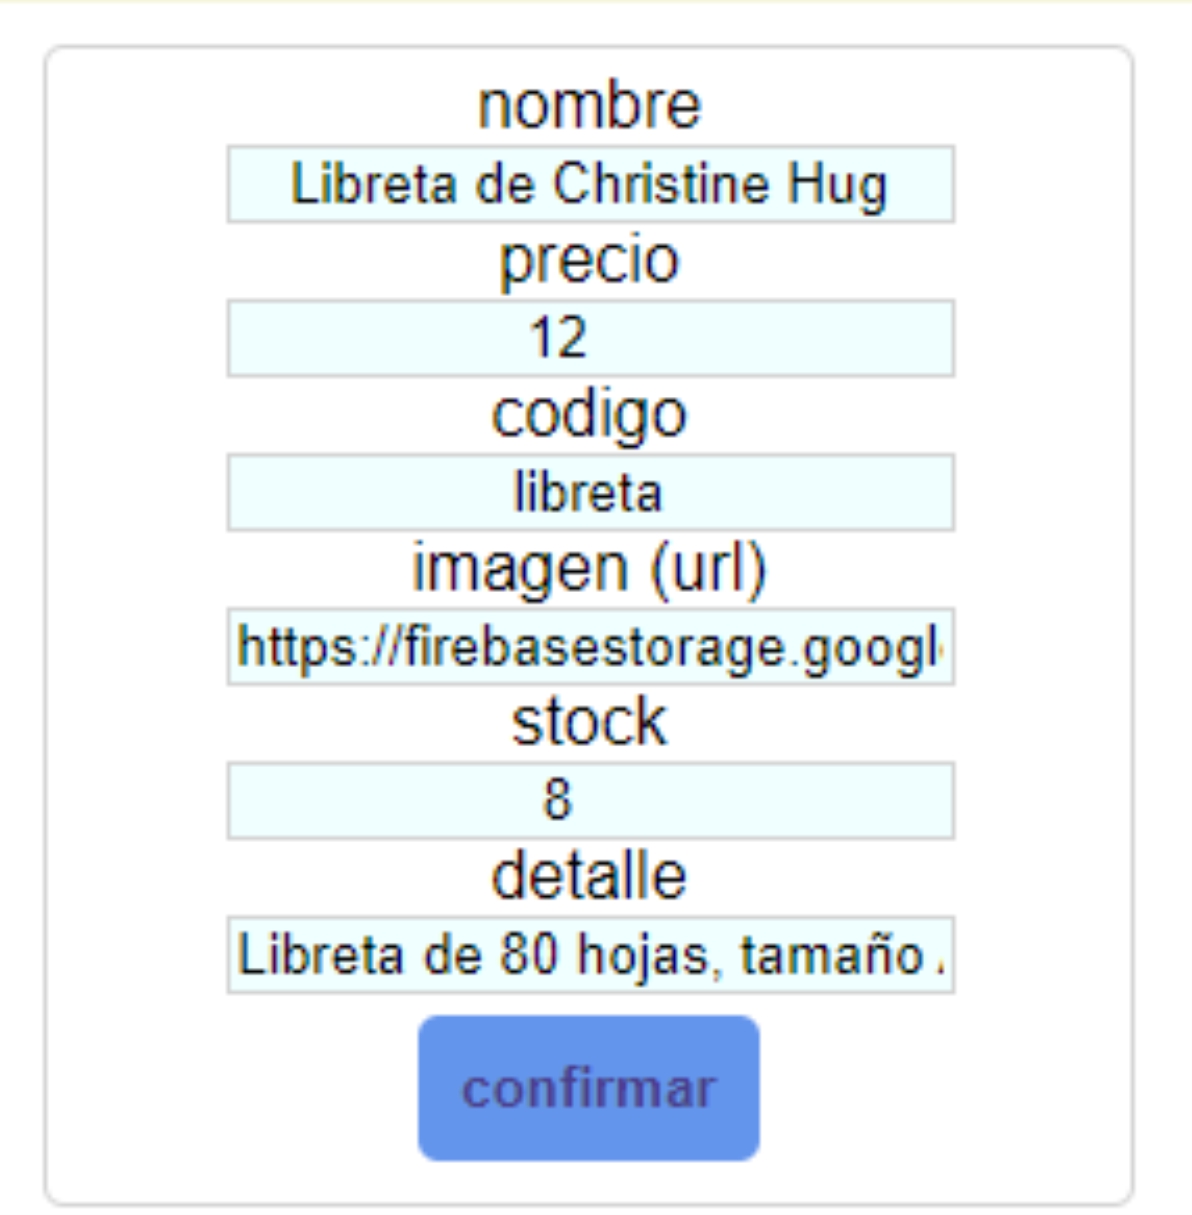 nombre
Libreta de Christine Hug
precio
12
codigo
libreta
imagen (url)
https://firebasestorage.googl
stock
8
detalle
Libreta de 80 hojas, tamaño
confirmar